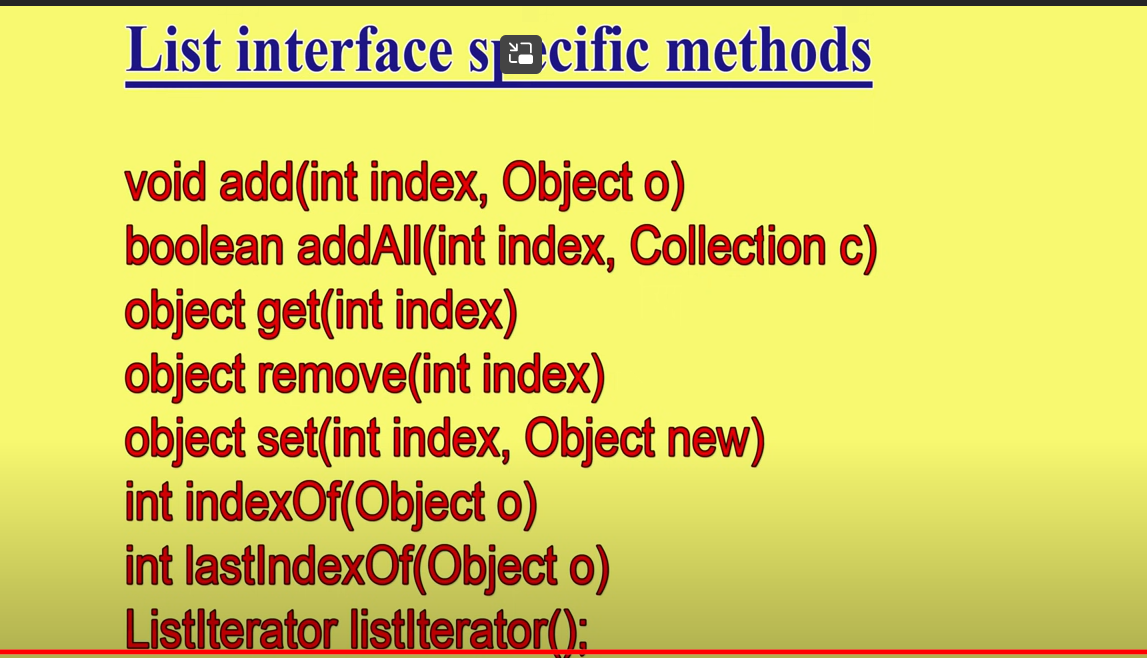 List interface specific methods
void add(int index, Object o)
boolean addAll(int index, Collection c)
object get(int index)
object remove(int index)
object set(int index, Object new)
int indexOf(Object o)
int lastIndexOf(Object o)
ListIterator listIterator();